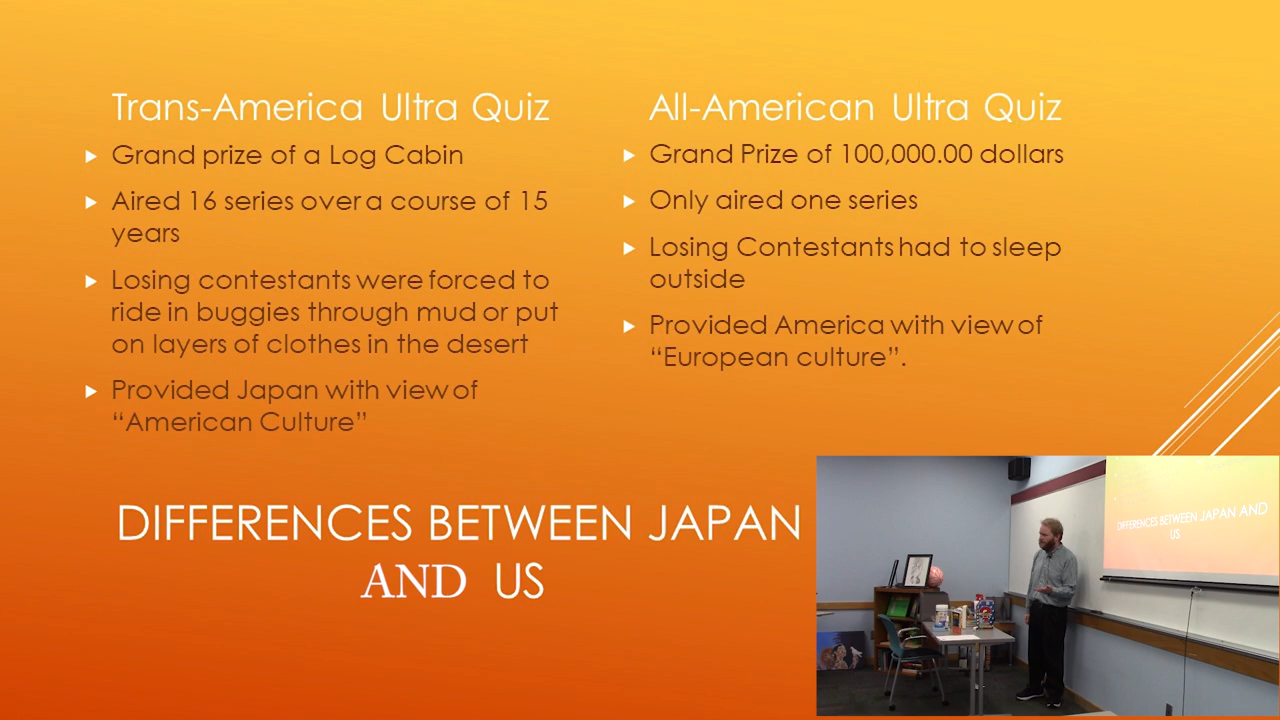 Trans-America Ultra Quiz
Grand prize of a Log Cabin
Aired 16 series over a course of 15
years
Losing contestants were forced to
ride in buggies through mud or put
on layers of clothes in the desert
Provided Japan with view of
“American Culture”
All-American Ultra Quiz
Grand Prize of 100,000.00 dollars
Only aired one series
Losing Contestants had to sleep
outside
Provided America with view of
“European culture”.
DIFFERENCES BETWEEN JAPAN
AND US
DIFFERENCES BETWEEN JAPAN AND
US